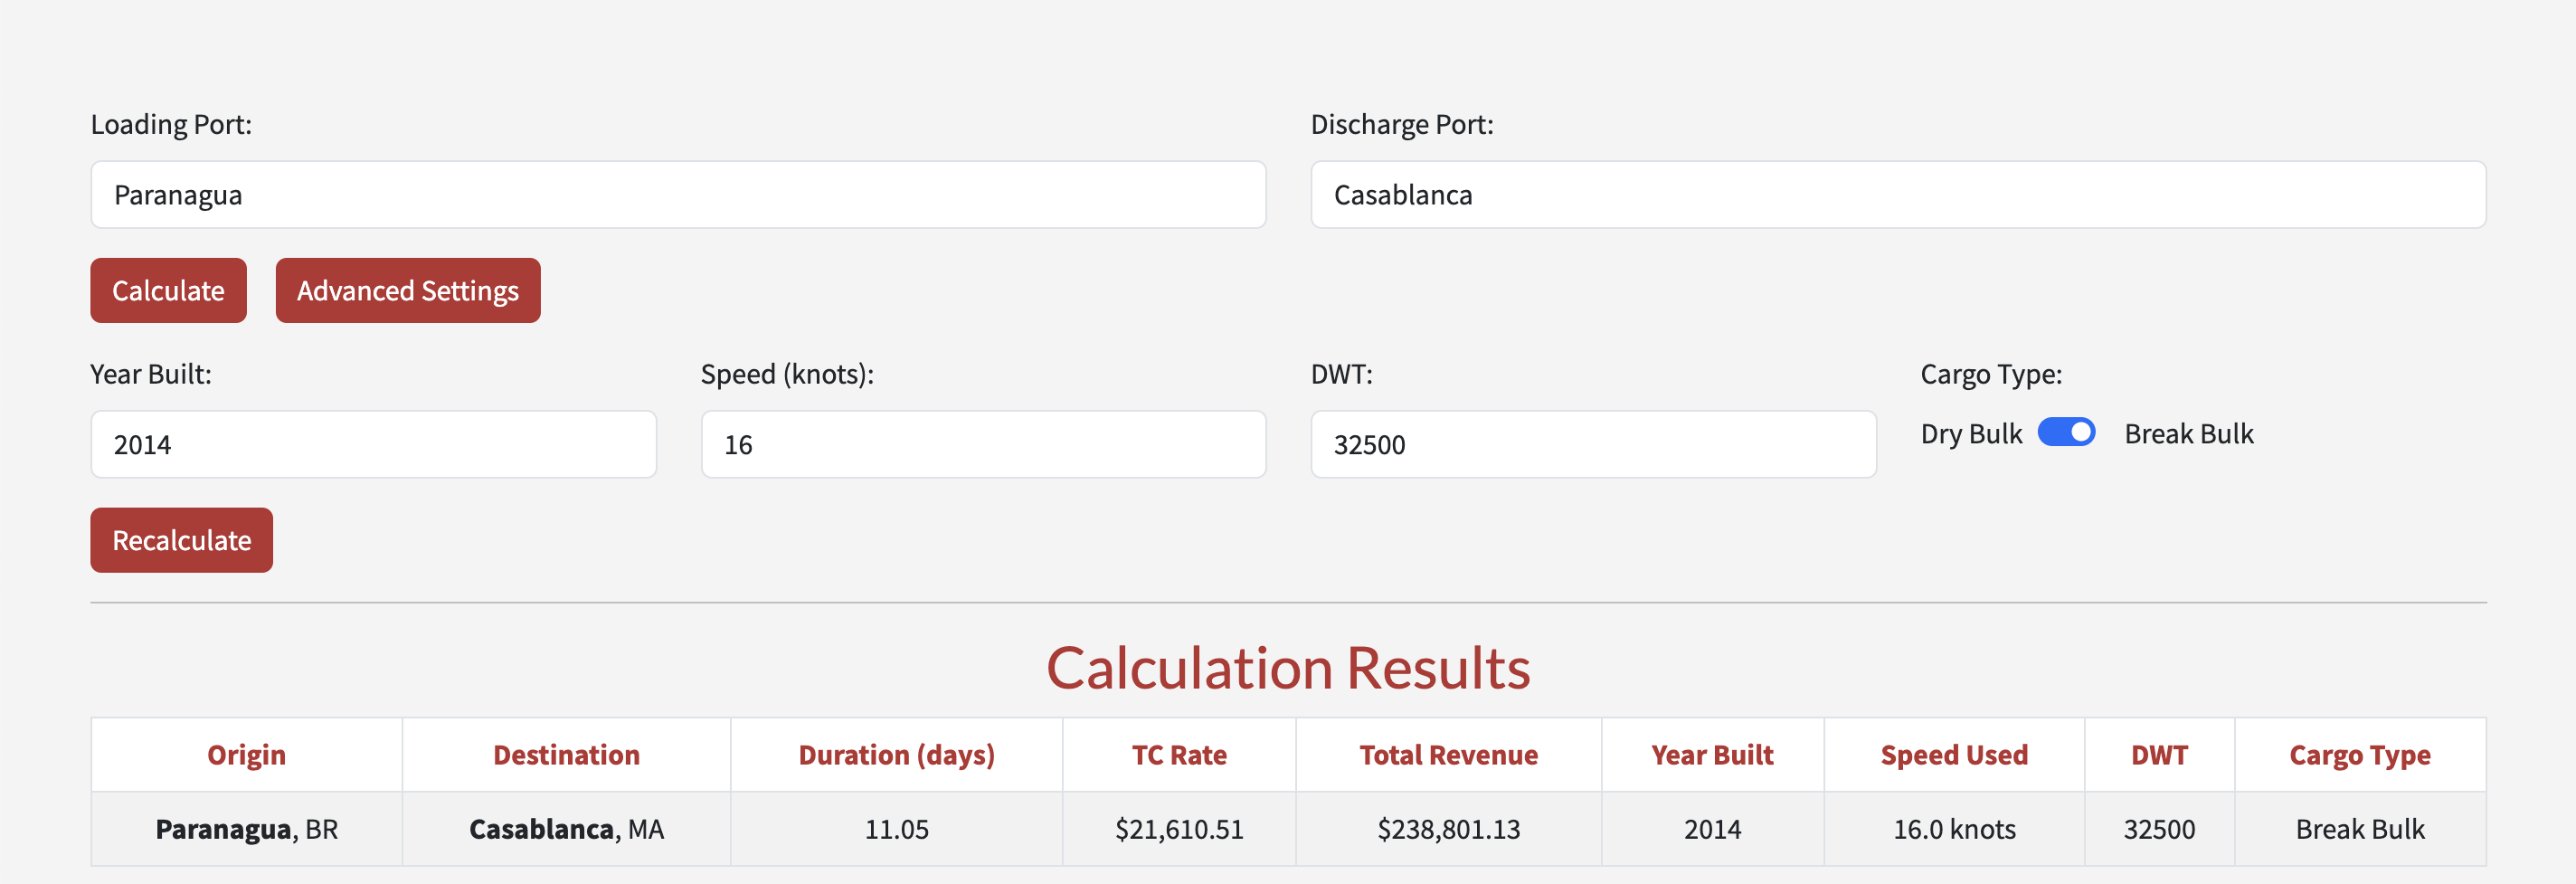 Loading Port: Discharge Port:
Paranagua Casablanca
Calculate Advanced Settings
Year Built: Speed (knots): DWT: Cargo Type:
2014 16 32500 Dry Bulk Break Bulk
Recalculate
Calculation Results
Origin Destination Duration (days) TC Rate Total Revenue Year Built Speed Used DWT Cargo Type
Paranagua, BR Casablanca, MA 11.05 $21,610.51 $238,801.13 2014 16.0 knots 32500 Break Bulk